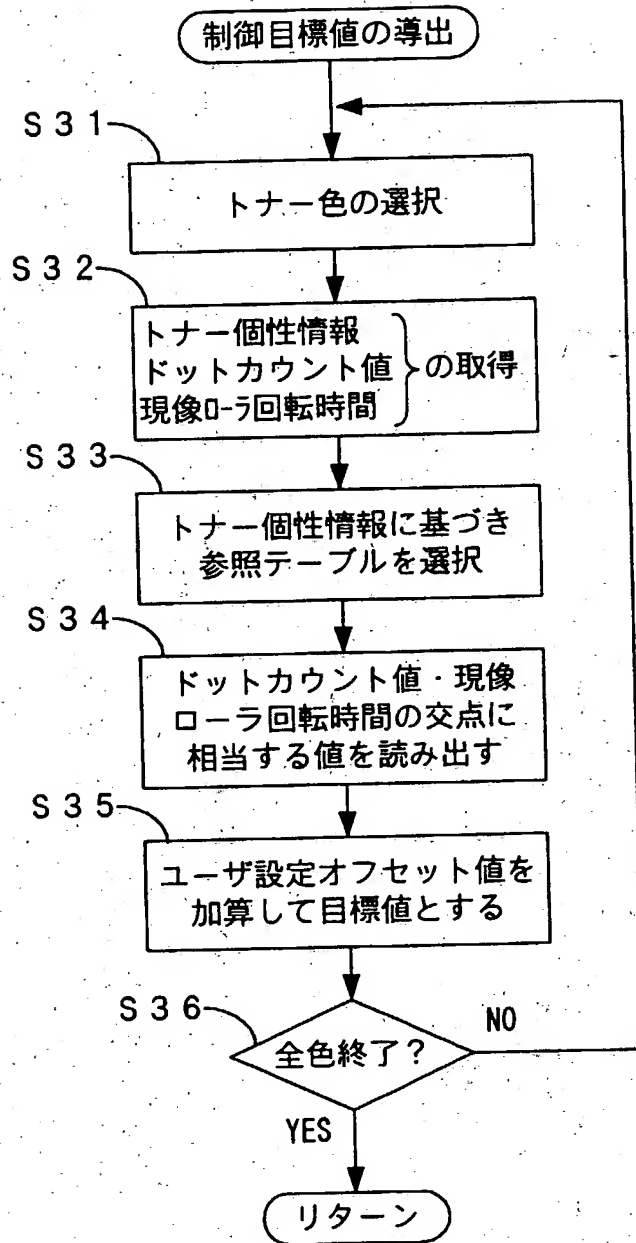 制御目標値の導出
S31
トナー色の選択
S32
トナー個性情報
ドットカウント値
現像ローラ回転時間
}の取得
S33
トナー個性情報に基づき
参照テーブルを選択
S34
ドットカウント値・現像
ローラ回転時間の交点に
相当する値を読み出す
S35
ユーザ設定オフセット値を
加算して目標値とする
S36
全色終了?
NO
YES
リターン